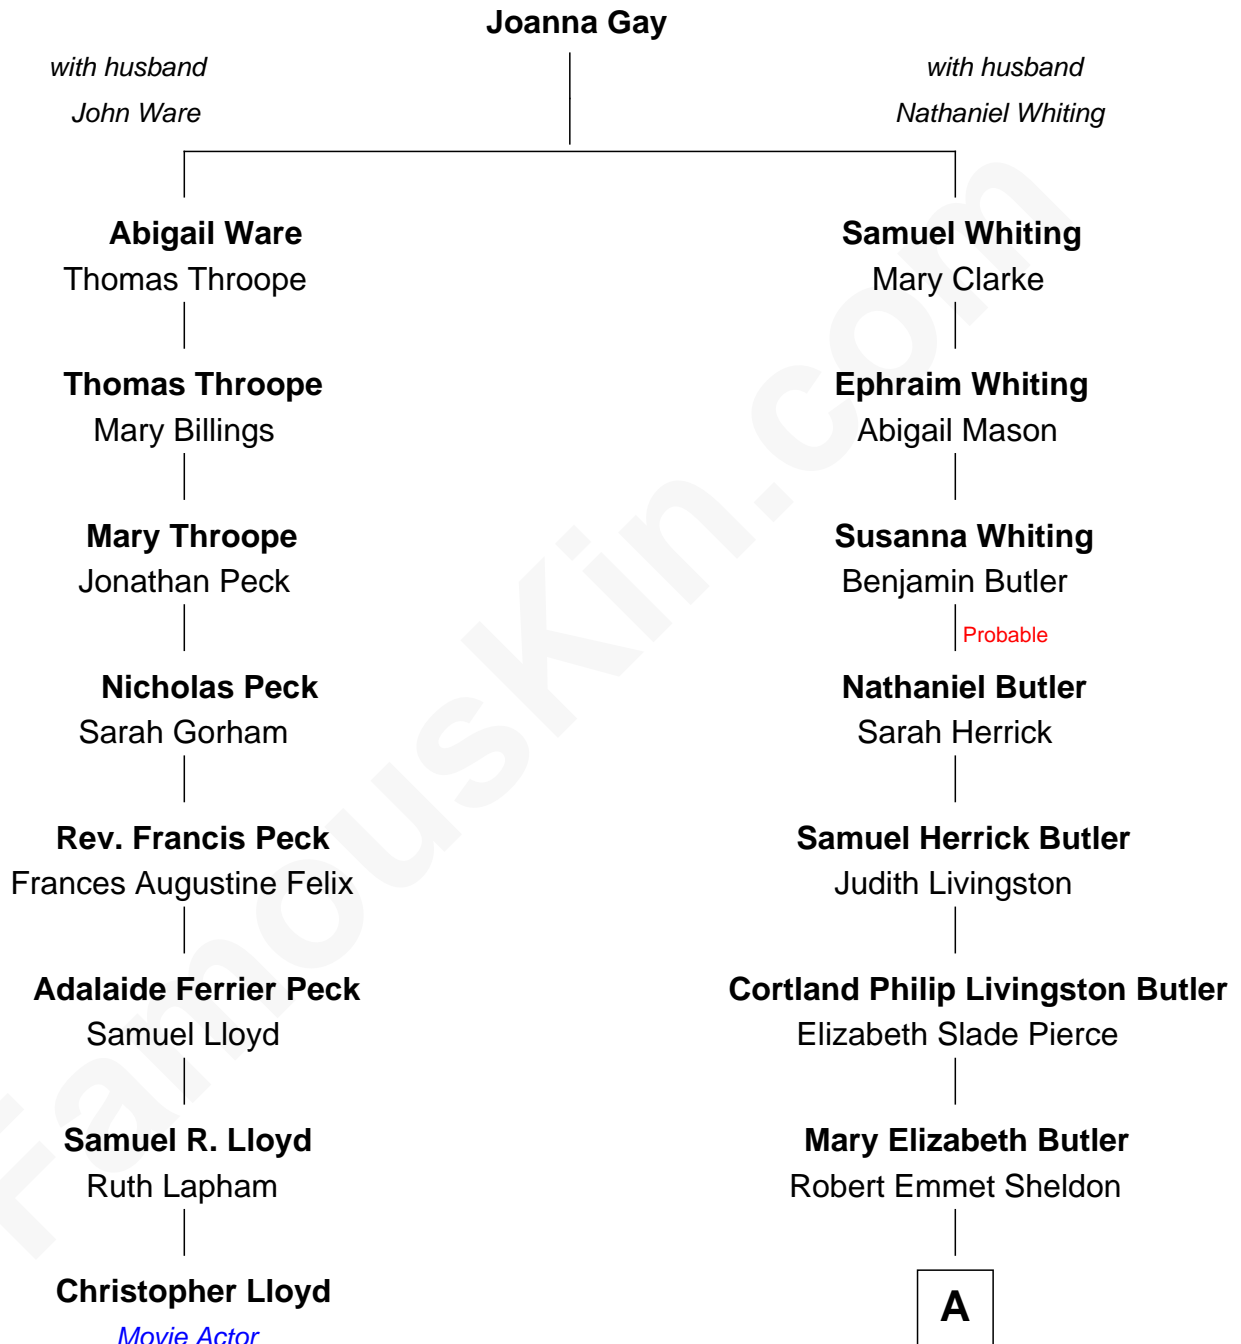 Joanna Gay
with husband
John Ware
with husband
Nathaniel Whiting
Abigail Ware
Thomas Throope
Samuel Whiting
Mary Clarke
Thomas Throope
Mary Billings
Ephraim Whiting
Abigail Mason
Mary Throope
Jonathan Peck
Susanna Whiting
Benjamin Butler
Probable
Nicholas Peck
Sarah Gorham
Nathaniel Butler
Sarah Herrick
Rev. Francis Peck
Frances Augustine Felix
Samuel Herrick Butler
Judith Livingston
Adalaide Ferrier Peck
Samuel Lloyd
Cortland Philip Livingston Butler
Elizabeth Slade Pierce
Samuel R. Lloyd
Ruth Lapham
Mary Elizabeth Butler
Robert Emmet Sheldon
Christopher Lloyd
Movie Actor
A
FamousKin.com